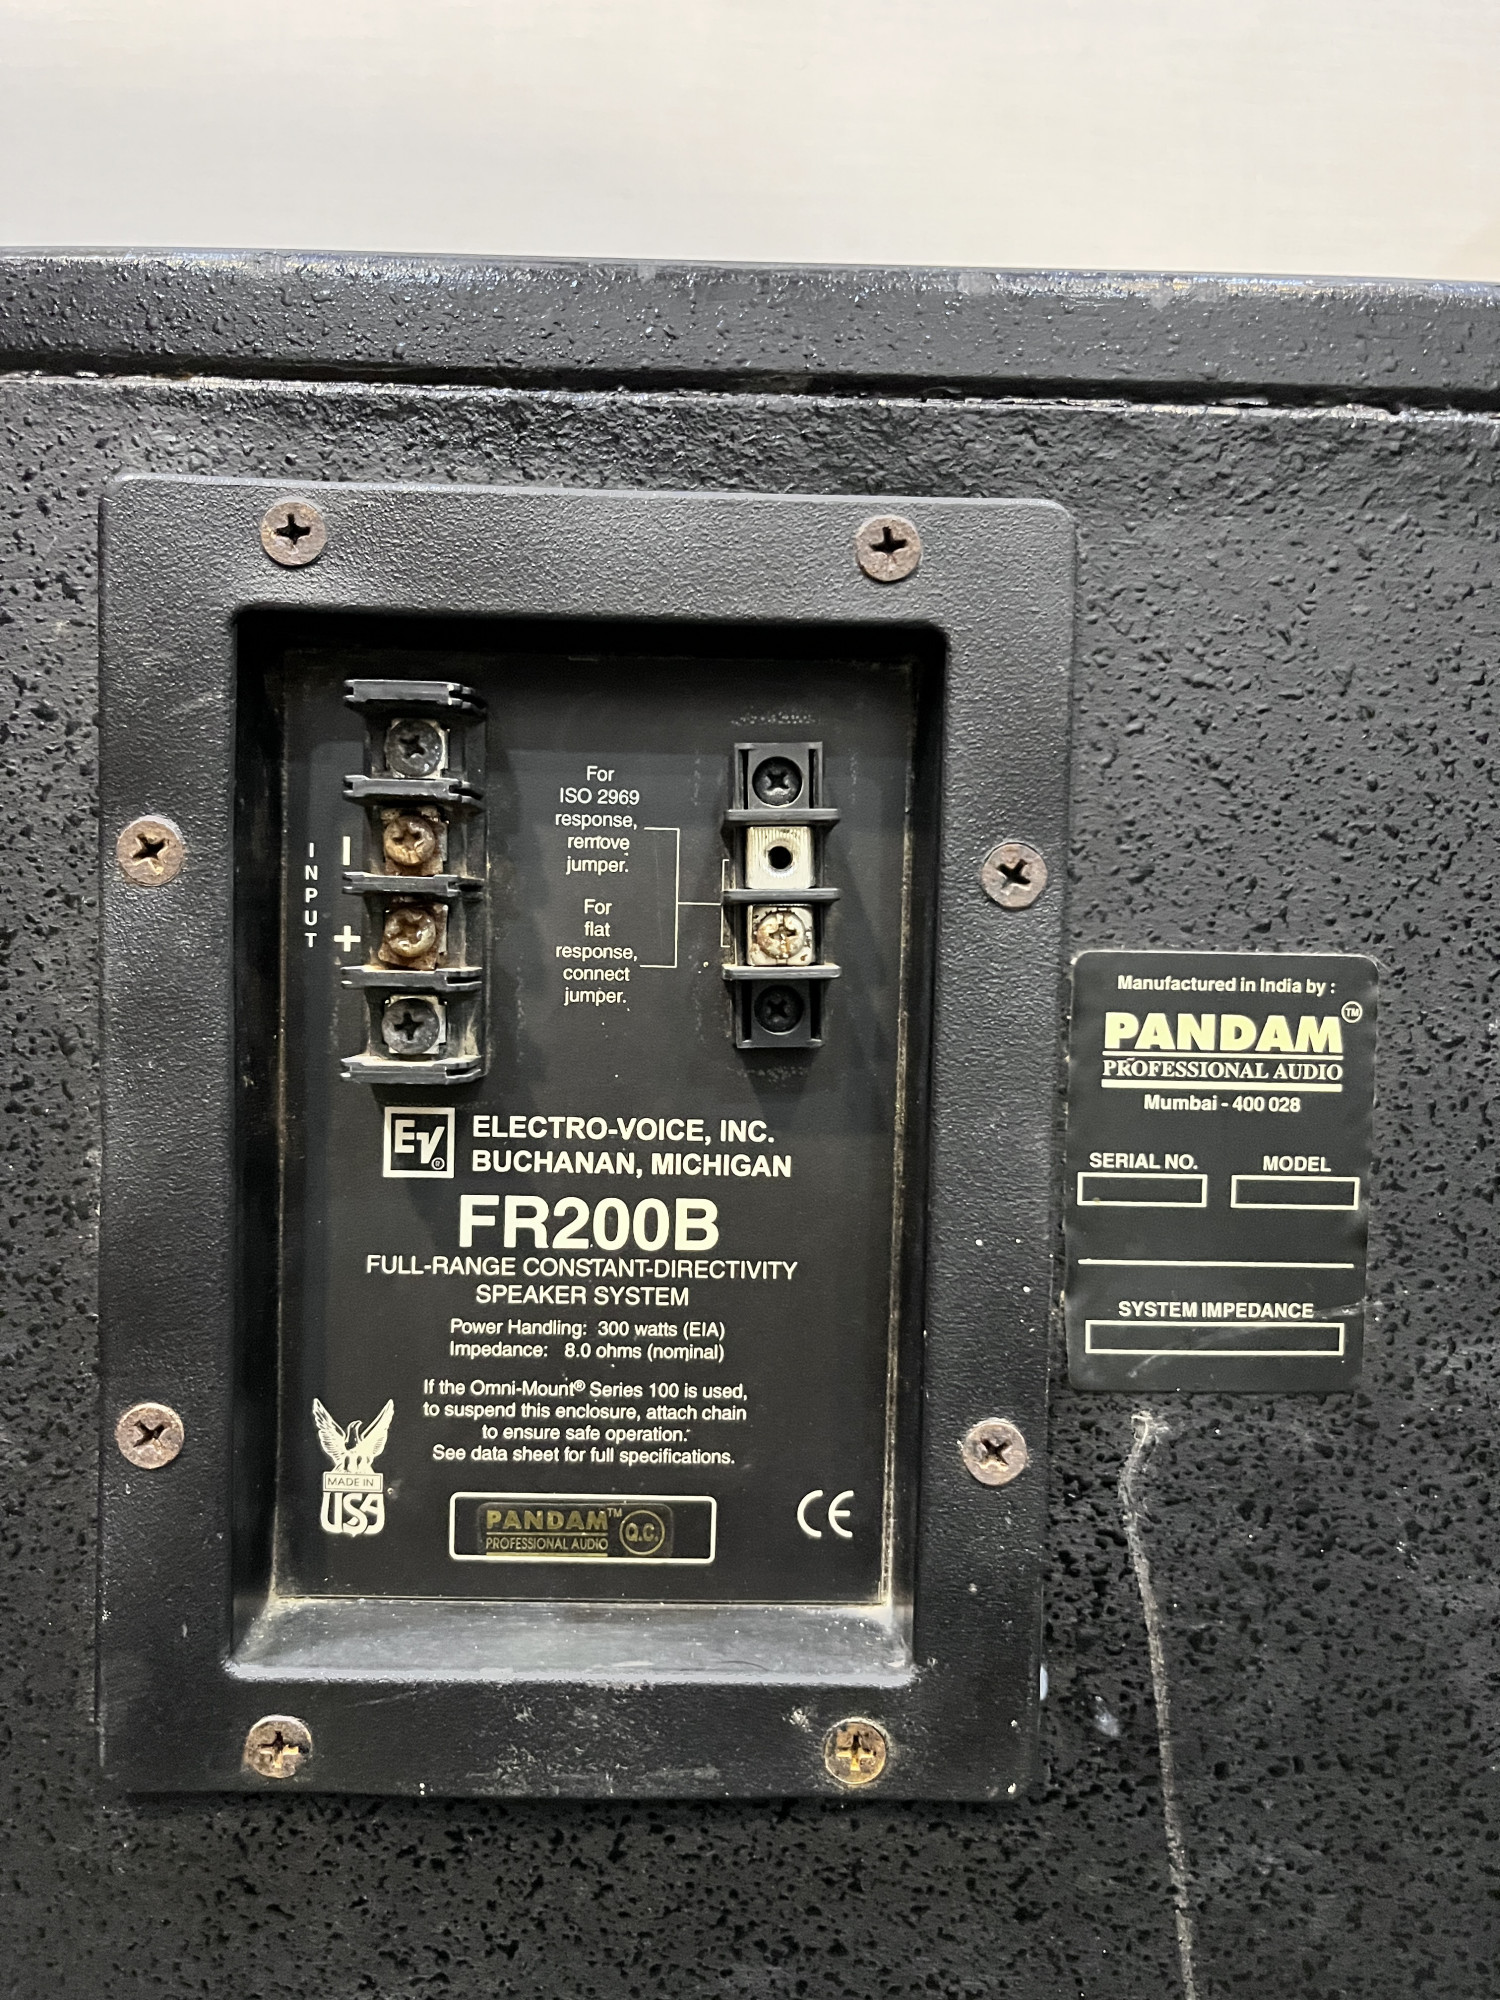 For
ISO 2969
response,
remove
jumper.
For
flat
response,
connect
jumper.
INPUT
−
+
EV®
ELECTRO-VOICE, INC.
BUCHANAN, MICHIGAN
FR200B
FULL-RANGE CONSTANT-DIRECTIVITY
SPEAKER SYSTEM
Power Handling: 300 watts (EIA)
Impedance: 8.0 ohms (nominal)
If the Omni-Mount® Series 100 is used,
to suspend this enclosure, attach chain
to ensure safe operation.
See data sheet for full specifications.
MADE IN
USA
PANDAM™
PROFESSIONAL AUDIO
Q.C.
CE
Manufactured in India by :
PANDAM™
PROFESSIONAL AUDIO
Mumbai - 400 028
SERIAL NO. MODEL
SYSTEM IMPEDANCE